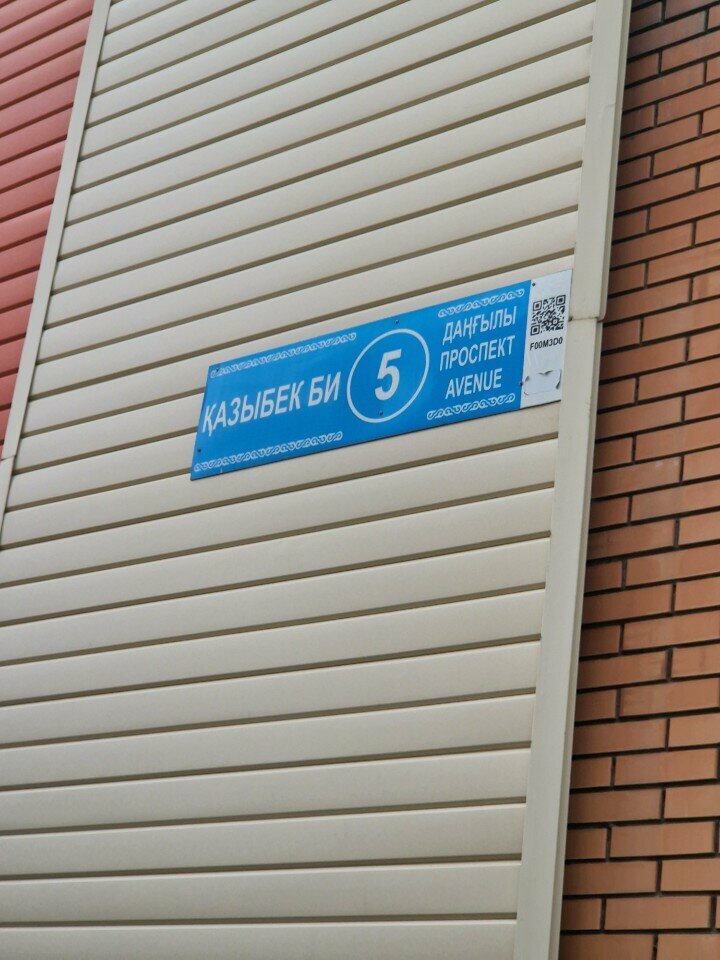 ҚАЗЫБЕК БИ
5
ДАҢҒЫЛЫ
ПРОСПЕКТ
AVENUE
F00M3D0